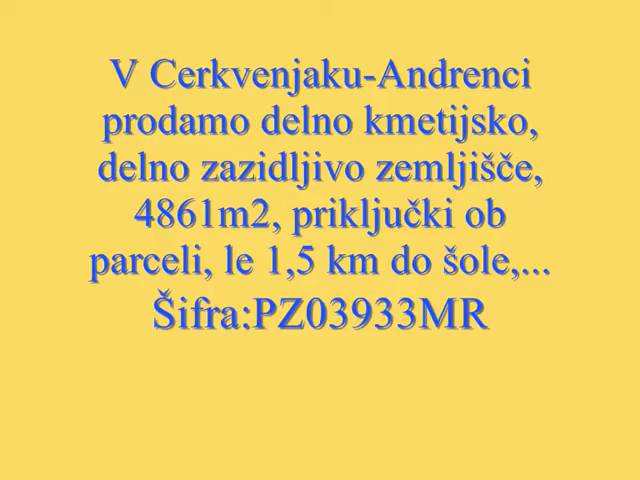 V Cerkvenjaku-Andrenci
prodamo delno kmetijsko,
delno zazidljivo zemljišče,
4861m2, priključki ob
parceli, le 1,5 km do šole,...
Šifra:PZ03933MR